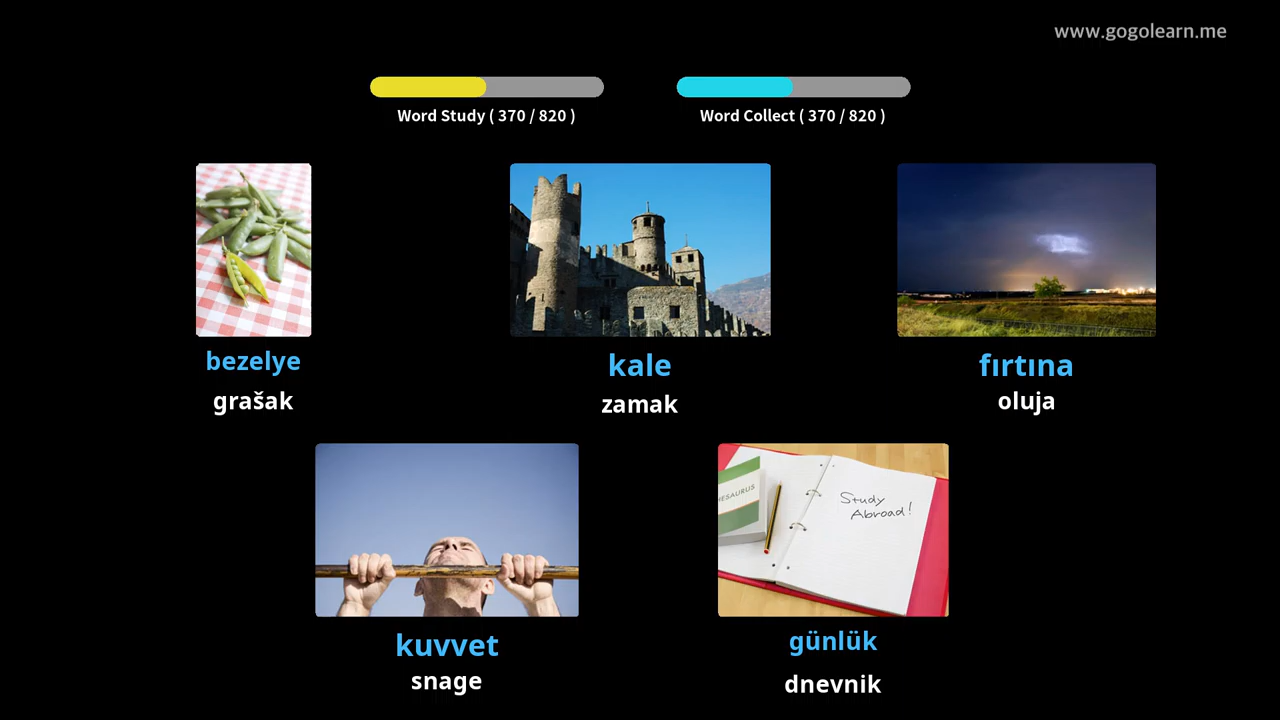 www.gogolearn.me
Word Study ( 370 / 820 )
Word Collect ( 370 / 820 )
bezelye
grašak
kale
zamak
fırtına
oluja
HESAURUS
Study
Abroad!
kuvvet
snage
günlük
dnevnik